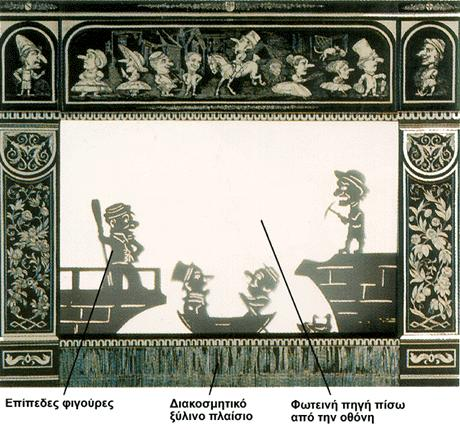 Επίπεδες φιγούρες
Διακοσμητικό
ξύλινο πλαίσιο
Φωτεινή πηγή πίσω
από την οθόνη